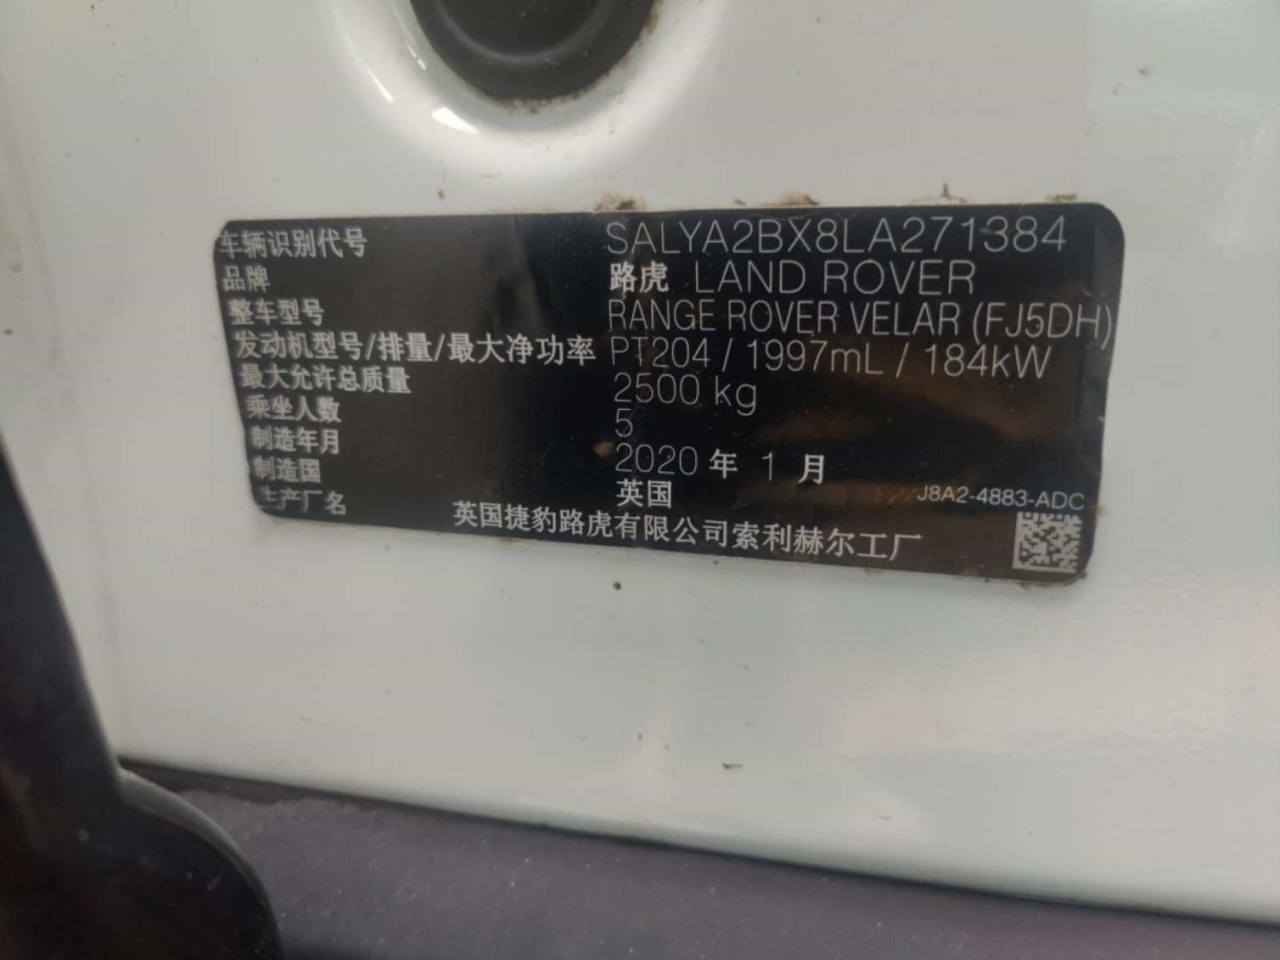 车辆识别代号 SALYA2BX8LA271384
品牌 路虎 LAND ROVER
整车型号 RANGE ROVER VELAR (FJ5DH)
发动机型号/排量/最大净功率 PT204 / 1997mL / 184kW
最大允许总质量 2500 kg
乘坐人数 5
制造年月 2020 年 1 月
制造国 英国
生产厂名 英国捷豹路虎有限公司索利赫尔工厂
J8A2-4883-ADC